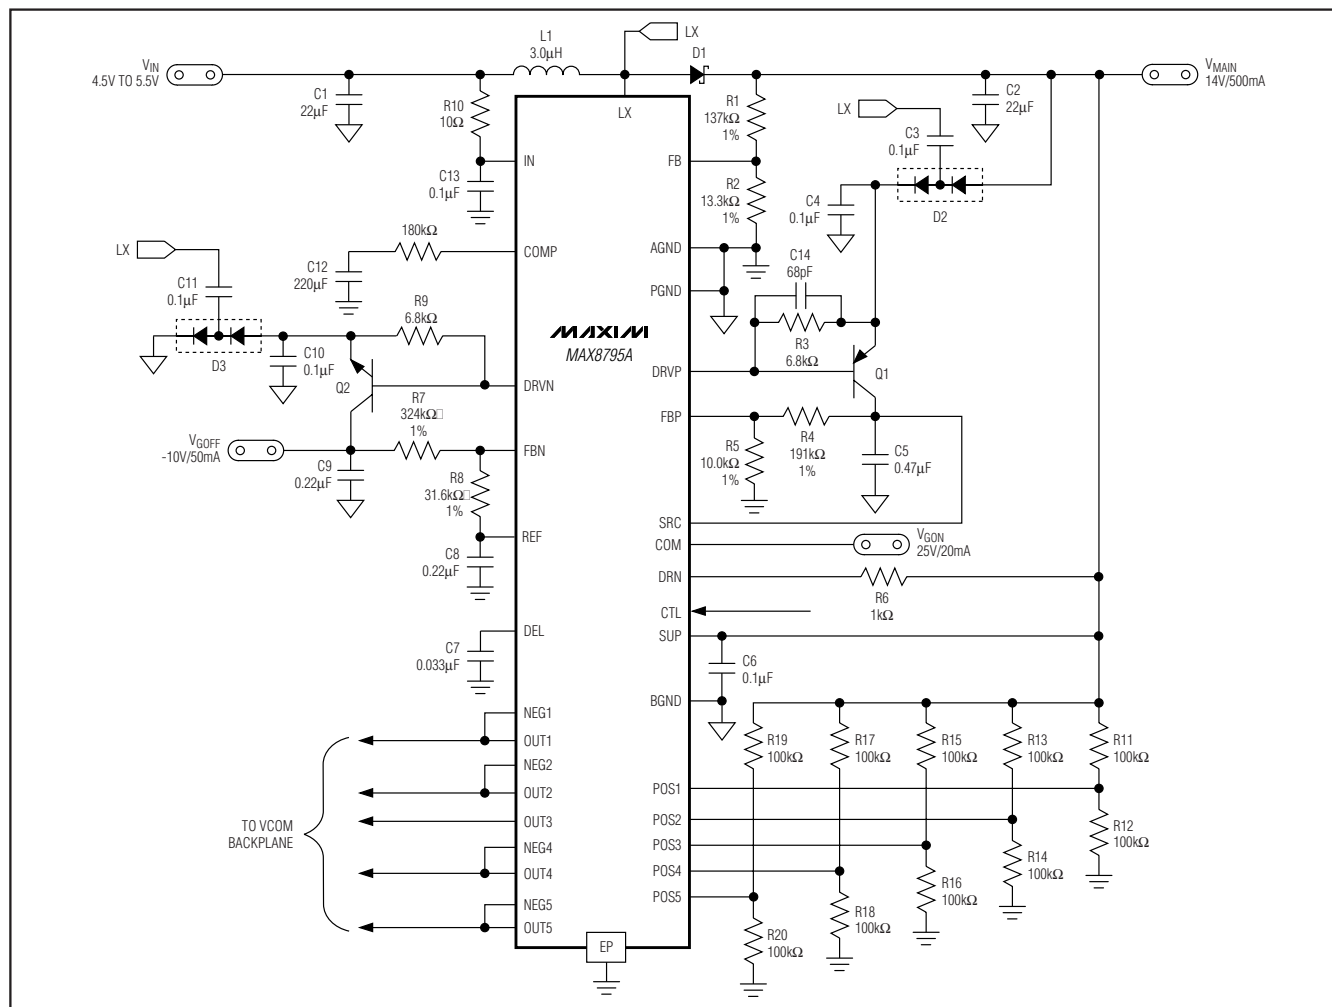 L1
3.0µH
LX
D1
V_IN
4.5V TO 5.5V
V_MAIN
14V/500mA
C1
22µF
R10
10Ω
LX
R1
137kΩ
1%
C2
22µF
LX
C3
0.1µF
IN
FB
C13
0.1µF
R2
13.3kΩ
1%
C4
0.1µF
D2
180kΩ
COMP
AGND
LX
C12
220µF
C14
68pF
C11
0.1µF
R9
6.8kΩ
PGND
MAXIM
MAX8795A
R3
6.8kΩ
D3
C10
0.1µF
Q2
DRVN
DRVP
Q1
R7
324kΩ□
1%
FBP
V_GOFF
-10V/50mA
FBN
R5
10.0kΩ
1%
R4
191kΩ
1%
C5
0.47µF
C9
0.22µF
R8
31.6kΩ□
1%
SRC
REF
COM
V_GON
25V/20mA
C8
0.22µF
DRN
R6
1kΩ
CTL
DEL
SUP
C7
0.033µF
C6
0.1µF
BGND
NEG1
OUT1
R19
100kΩ
R17
100kΩ
R15
100kΩ
R13
100kΩ
R11
100kΩ
NEG2
OUT2
POS1
TO VCOM
BACKPLANE
OUT3
POS2
R12
100kΩ
NEG4
POS3
OUT4
POS4
R14
100kΩ
R16
100kΩ
NEG5
POS5
OUT5
R18
100kΩ
R20
100kΩ
EP